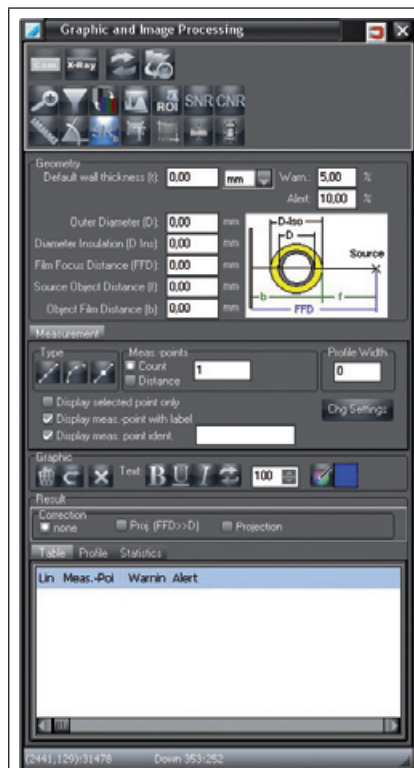 Graphic and Image Processing
Cam X-Ray
ROI SNR CNR
Geometry
Default wall thickness (t): 0,00 mm Warn.: 5,00 %
Alert: 10,00 %
Outer Diameter (D): 0,00 mm
Diameter Insulation (D Ins): 0,00 mm
Film Focus Distance (FFD): 0,00 mm
Source Object Distance (f): 0,00 mm
Object Film Distance (b): 0,00 mm
D-Iso
D
Source
b f
FFD
Measurement
Type Meas.-points Profile Width
Count 1 0
Distance
Display selected point only
Display meas.-point with label Chg Settings
Display meas. point ident.
Graphic
Text: B U I 100
Result
Correction
none Proj. (FFD>>D) Projection
Table Profile Statistics
Lin Meas.-Poi Warnin Alert
(2441,129):31478 Down 353:252